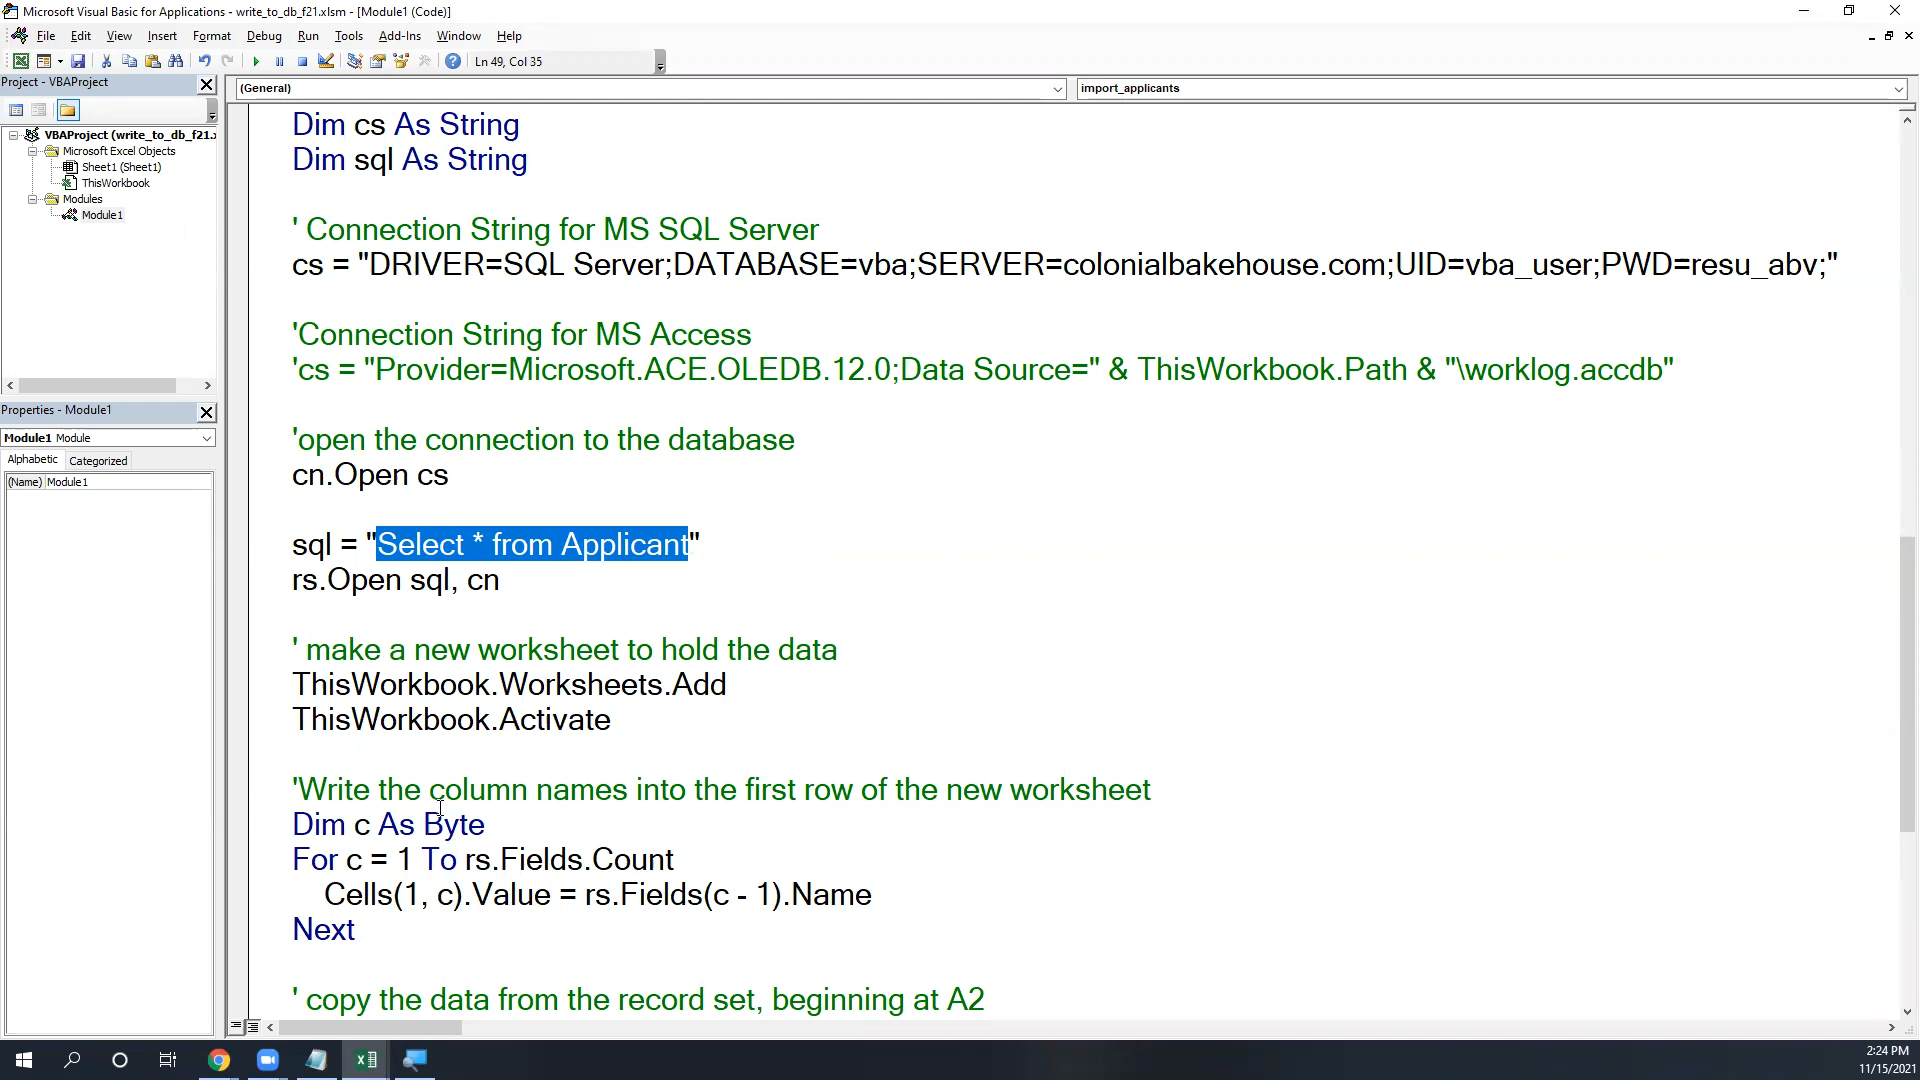 Microsoft Visual Basic for Applications - write_to_db_f21.xlsm - [Module1 (Code)]
File Edit View Insert Format Debug Run Tools Add-Ins Window Help
Ln 49, Col 35
Project - VBAProject
(General)
import_applicants
VBAProject (write_to_db_f21.x
Microsoft Excel Objects
Sheet1 (Sheet1)
ThisWorkbook
Modules
Module1
Properties - Module1
Module1 Module
Alphabetic Categorized
(Name) Module1
Dim cs As String
Dim sql As String
' Connection String for MS SQL Server
cs = "DRIVER=SQL Server;DATABASE=vba;SERVER=colonialbakehouse.com;UID=vba_user;PWD=resu_abv;"
'Connection String for MS Access
'cs = "Provider=Microsoft.ACE.OLEDB.12.0;Data Source=" & ThisWorkbook.Path & "\worklog.accdb"
'open the connection to the database
cn.Open cs
sql = "Select * from Applicant"
rs.Open sql, cn
' make a new worksheet to hold the data
ThisWorkbook.Worksheets.Add
ThisWorkbook.Activate
'Write the column names into the first row of the new worksheet
Dim c As Byte
For c = 1 To rs.Fields.Count
Cells(1, c).Value = rs.Fields(c - 1).Name
Next
' copy the data from the record set, beginning at A2
2:24 PM
11/15/2021